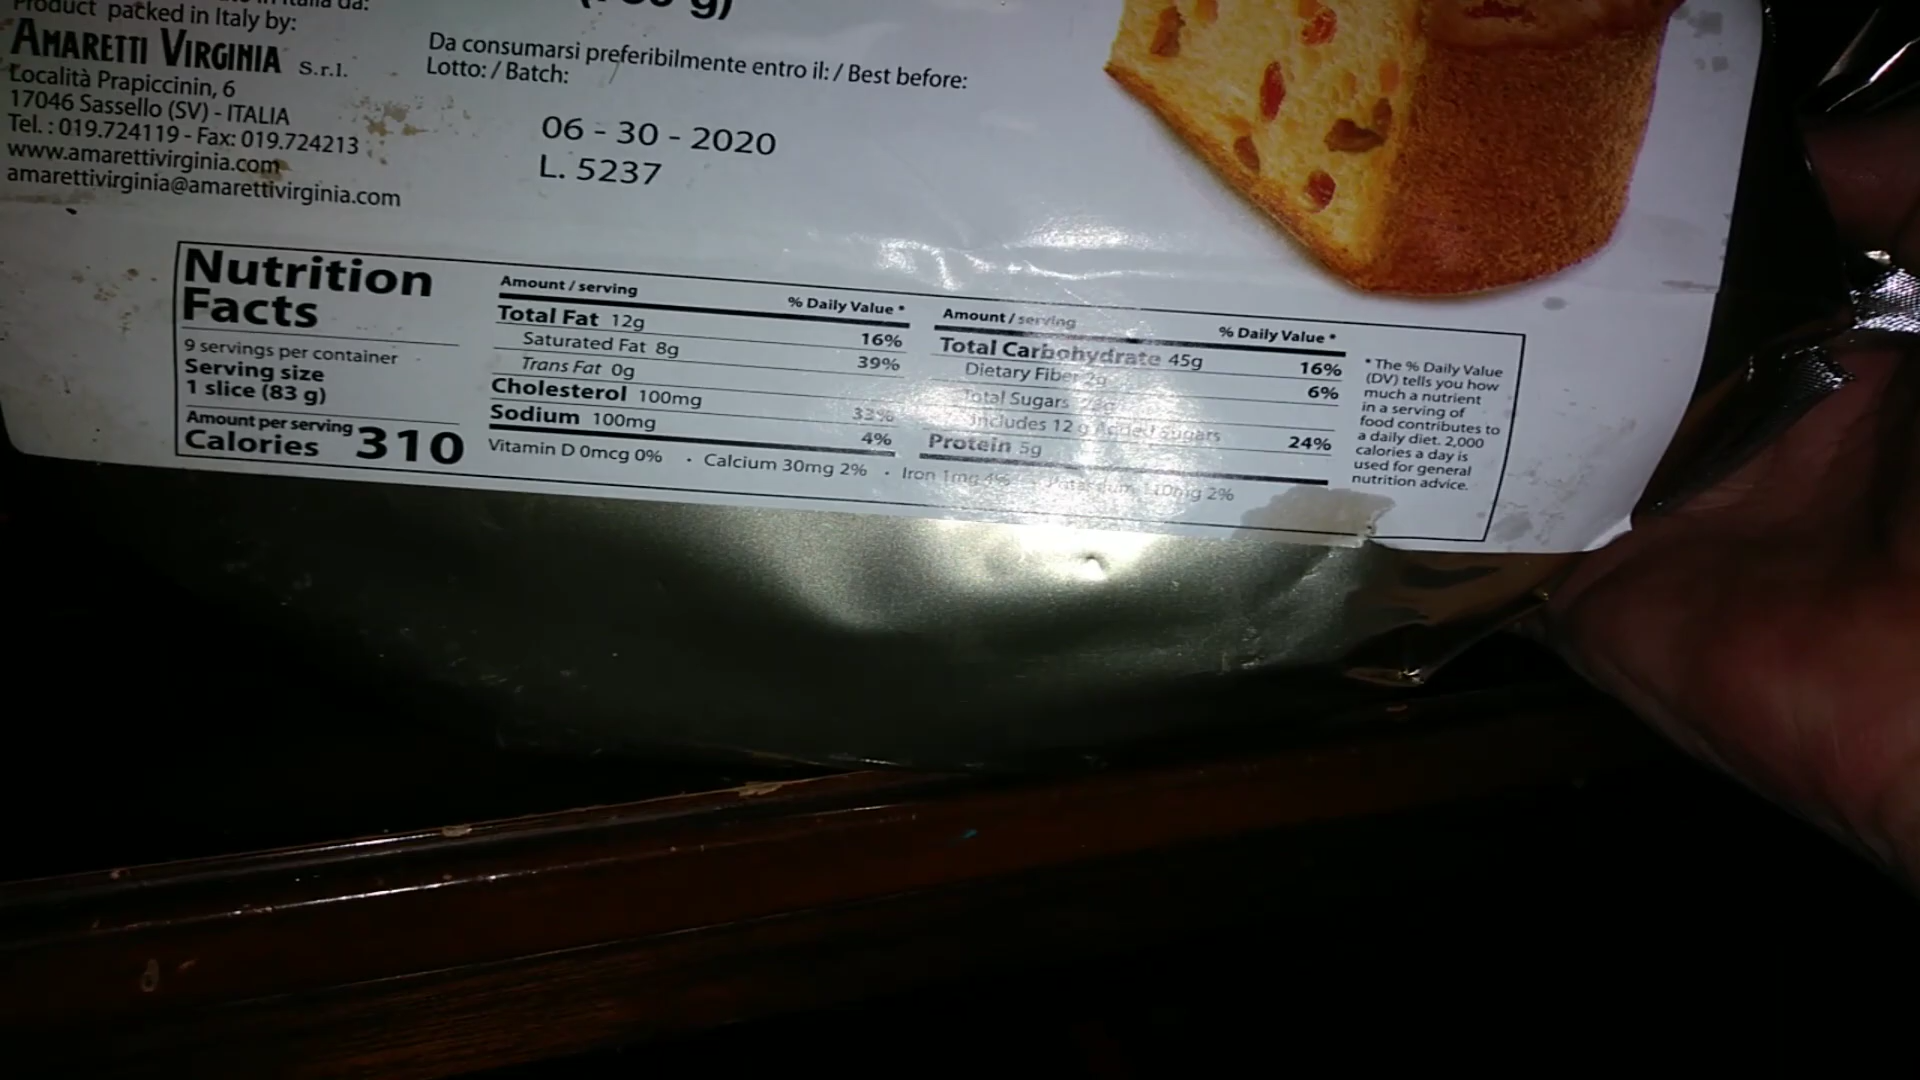 Product packed in Italy by:
AMARETTI VIRGINIA S.r.l.
Località Prapiccinin, 6
17046 Sassello (SV) - ITALIA
Tel. : 019.724119 - Fax: 019.724213
www.amarettivirginia.com
amarettivirginia@amarettivirginia.com
g)
Da consumarsi preferibilmente entro il: / Best before:
Lotto: / Batch:
06 - 30 - 2020
L. 5237
Nutrition
Facts
9 servings per container
Serving size
1 slice (83 g)
Amount per serving
Calories 310
Amount / serving % Daily Value *
Total Fat 12g 16%
Saturated Fat 8g 39%
Trans Fat 0g
Cholesterol 100mg 33%
Sodium 100mg 4%
Amount / serving % Daily Value *
Total Carbohydrate 45g 16%
Dietary Fiber 2g 6%
Total Sugars
Includes 12 g Added Sugars 24%
Protein 5g
Vitamin D 0mcg 0% · Calcium 30mg 2% · Iron 1mg 4% Potassium 2%
* The % Daily Value
(DV) tells you how
much a nutrient
in a serving of
food contributes to
a daily diet. 2,000
calories a day is
used for general
nutrition advice.